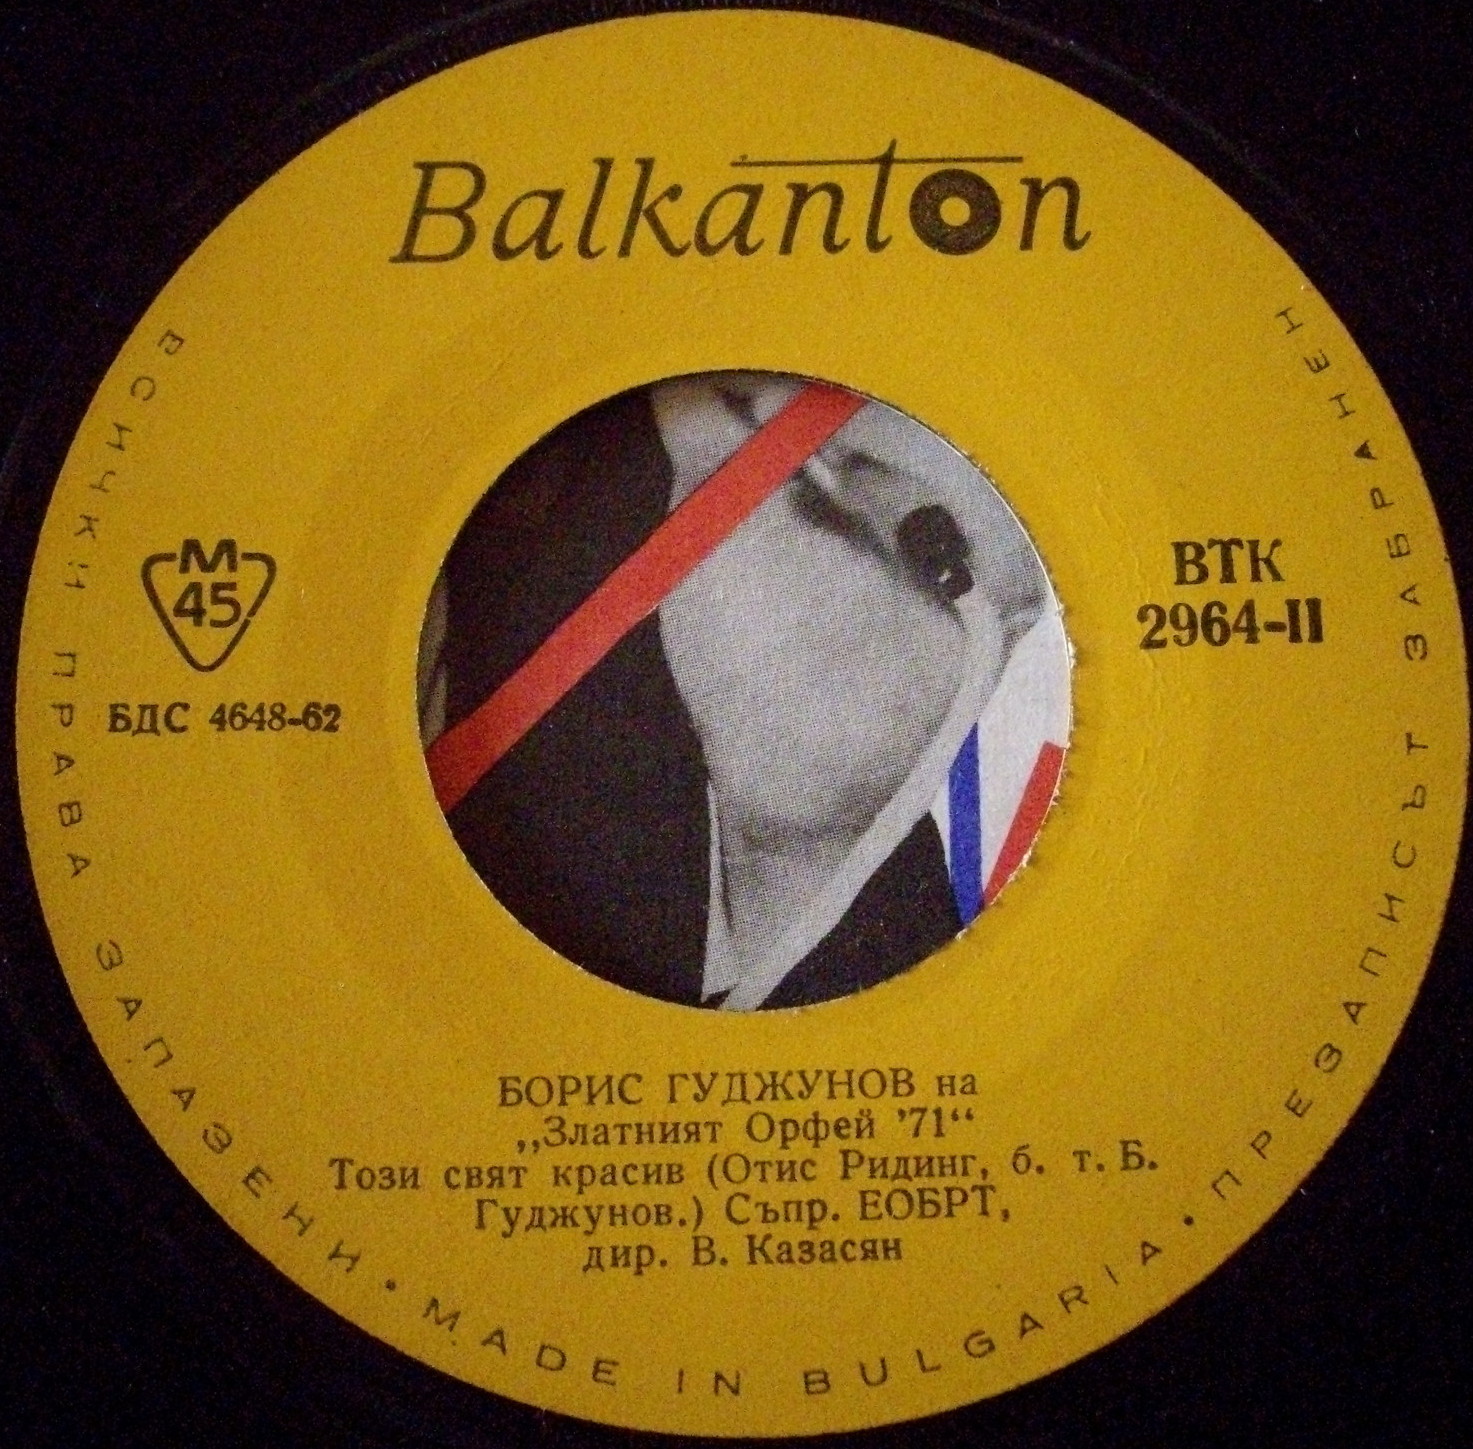 Balkanton
M
45
БДС 4648-62
ВТК
2964-II
БОРИС ГУДЖУНОВ на
„Златният Орфей ’71“
Този свят красив (Отис Ридинг, б. т. Б.
Гуджунов.) Съпр. ЕОБРТ,
дир. В. Казасян
ВСИЧКИ ПРАВА ЗАПАЗЕНИ • MADE IN BULGARIA • ПРЕЗАПИСЪТ ЗАБРАНЕН